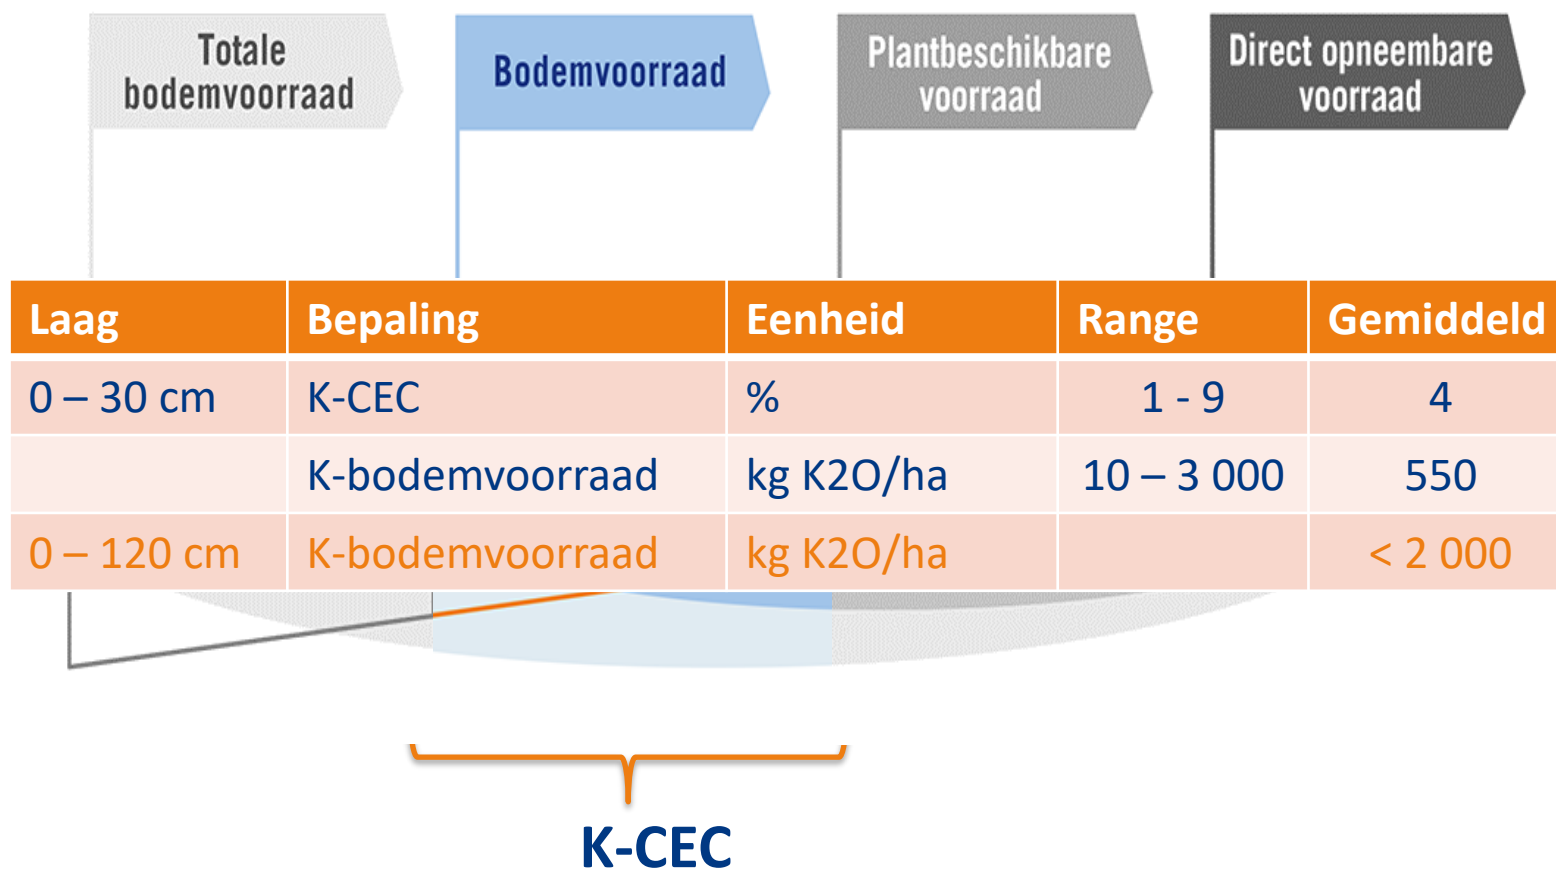 Totale
bodemvoorraad
Bodemvoorraad
Plantbeschikbare
voorraad
Direct opneembare
voorraad
Laag Bepaling Eenheid Range Gemiddeld
0 – 30 cm K-CEC % 1 - 9 4
K-bodemvoorraad kg K2O/ha 10 – 3 000 550
0 – 120 cm K-bodemvoorraad kg K2O/ha < 2 000
K-CEC